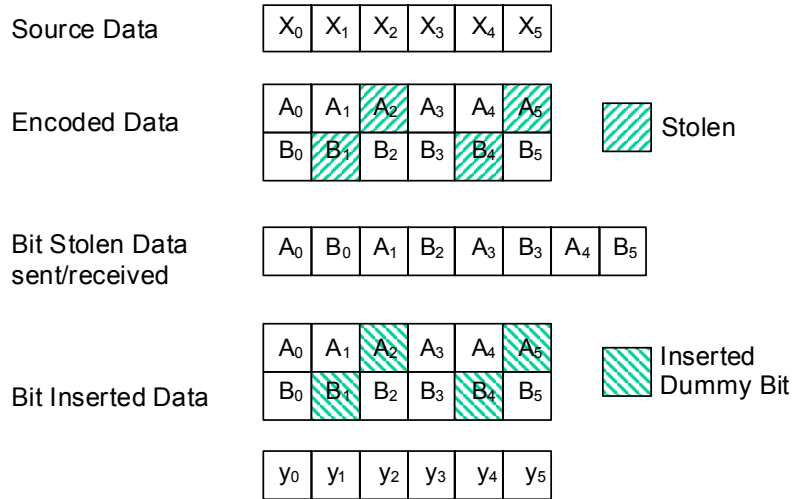 Source Data
X0 X1 X2 X3 X4 X5
Encoded Data
A0 A1 A2 A3 A4 A5
B0 B1 B2 B3 B4 B5
Stolen
Bit Stolen Data
sent/received
A0 B0 A1 B2 A3 B3 A4 B5
Bit Inserted Data
A0 A1 A2 A3 A4 A5
B0 B1 B2 B3 B4 B5
Inserted
Dummy Bit
y0 y1 y2 y3 y4 y5